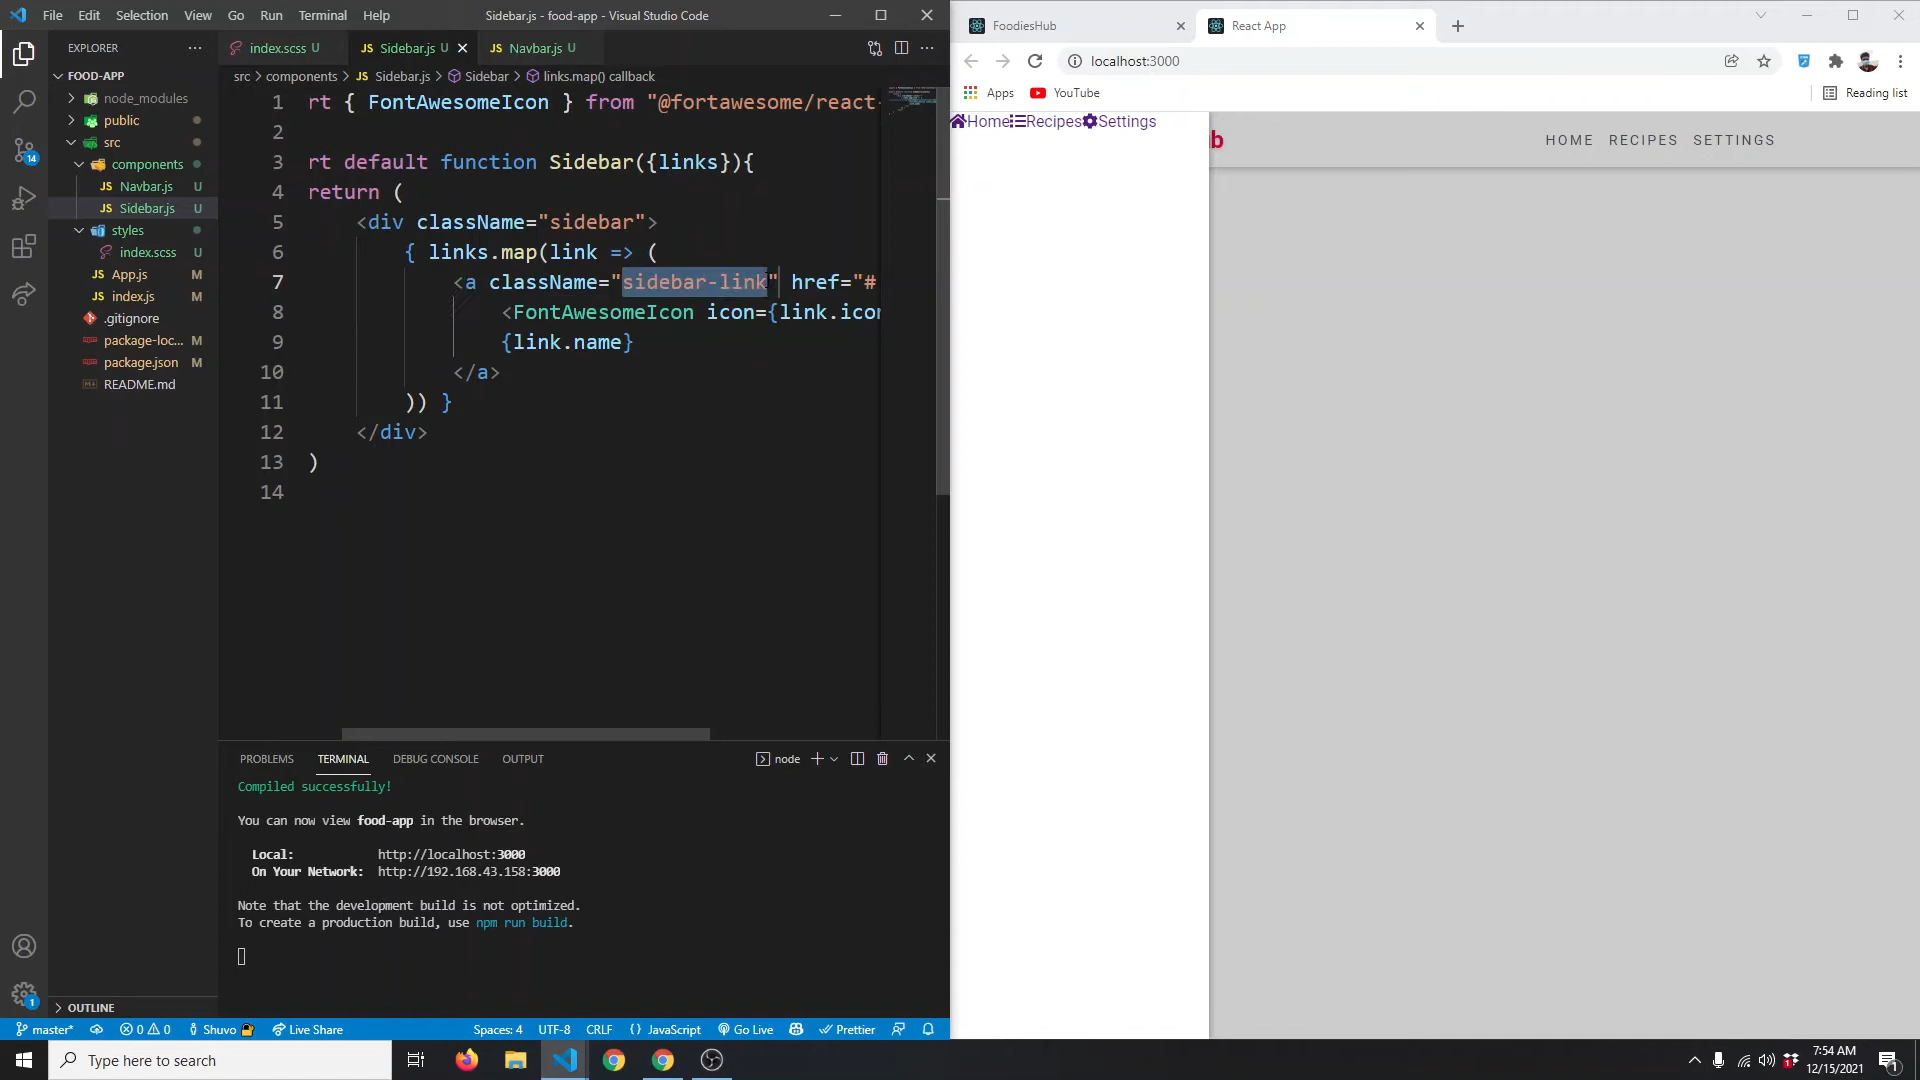 File Edit Selection View Go Run Terminal Help
Sidebar.js - food-app - Visual Studio Code
EXPLORER
FOOD-APP
node_modules
public
src
components
Navbar.js U
Sidebar.js U
styles
index.scss U
App.js M
index.js M
.gitignore
package-loc... M
package.json M
README.md
OUTLINE
14
1
index.scss U
Sidebar.js U
Navbar.js U
src > components > Sidebar.js > Sidebar > links.map() callback
1 rt { FontAwesomeIcon } from "@fortawesome/react-
2
3 rt default function Sidebar({links}){
4 return (
5 <div className="sidebar">
6 { links.map(link => (
7 <a className="sidebar-link" href="#
8 <FontAwesomeIcon icon={link.icon
9 {link.name}
10 </a>
11 )) }
12 </div>
13 )
14
PROBLEMS TERMINAL DEBUG CONSOLE OUTPUT
node
Compiled successfully!
You can now view food-app in the browser.
Local: http://localhost:3000
On Your Network: http://192.168.43.158:3000
Note that the development build is not optimized.
To create a production build, use npm run build.
master* 0 0 Shuvo Live Share
Spaces: 4 UTF-8 CRLF {} JavaScript Go Live Prettier
FoodiesHub
React App
localhost:3000
Apps YouTube
Reading list
HomeRecipesSettings
b
HOME RECIPES SETTINGS
Type here to search
7:54 AM
12/15/2021
1